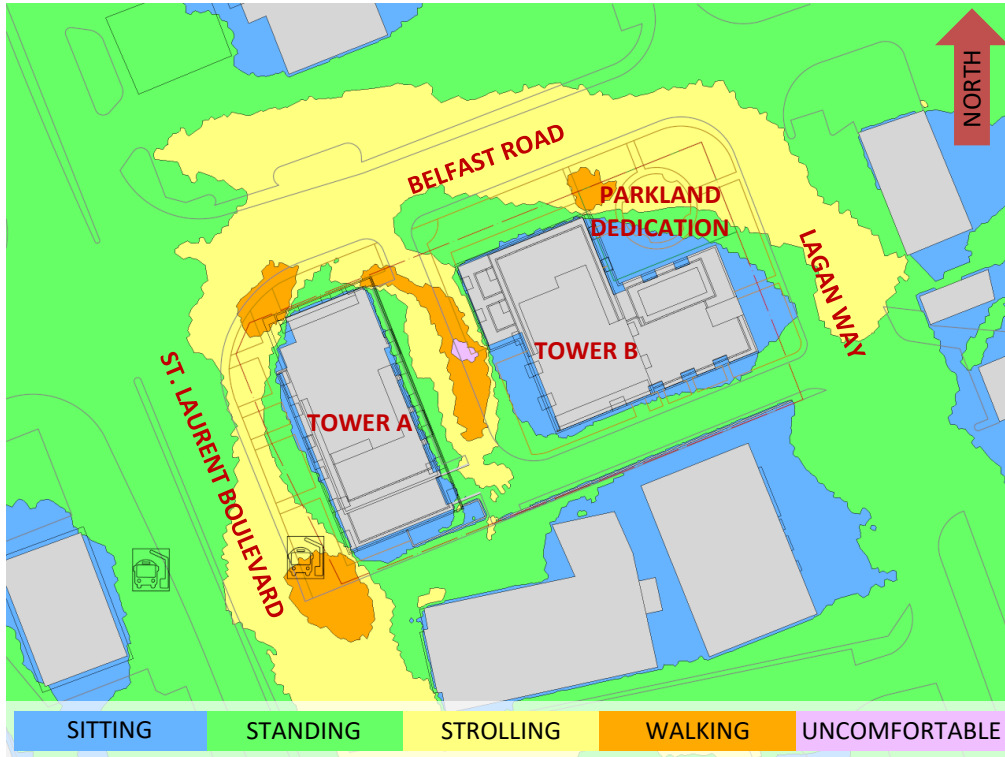 NORTH
BELFAST ROAD
PARKLAND
DEDICATION
LAGAN WAY
TOWER B
ST. LAURENT BOULEVARD
TOWER A
SITTING
STANDING
STROLLING
WALKING
UNCOMFORTABLE